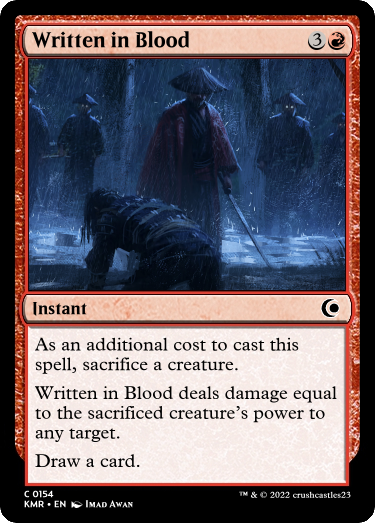 Written in Blood 3
Instant
As an additional cost to cast this
spell, sacrifice a creature.
Written in Blood deals damage equal
to the sacrificed creature's power to
any target.
Draw a card.
C 0154
KMR • EN Imad Awan
™ & © 2022 crushcastles23